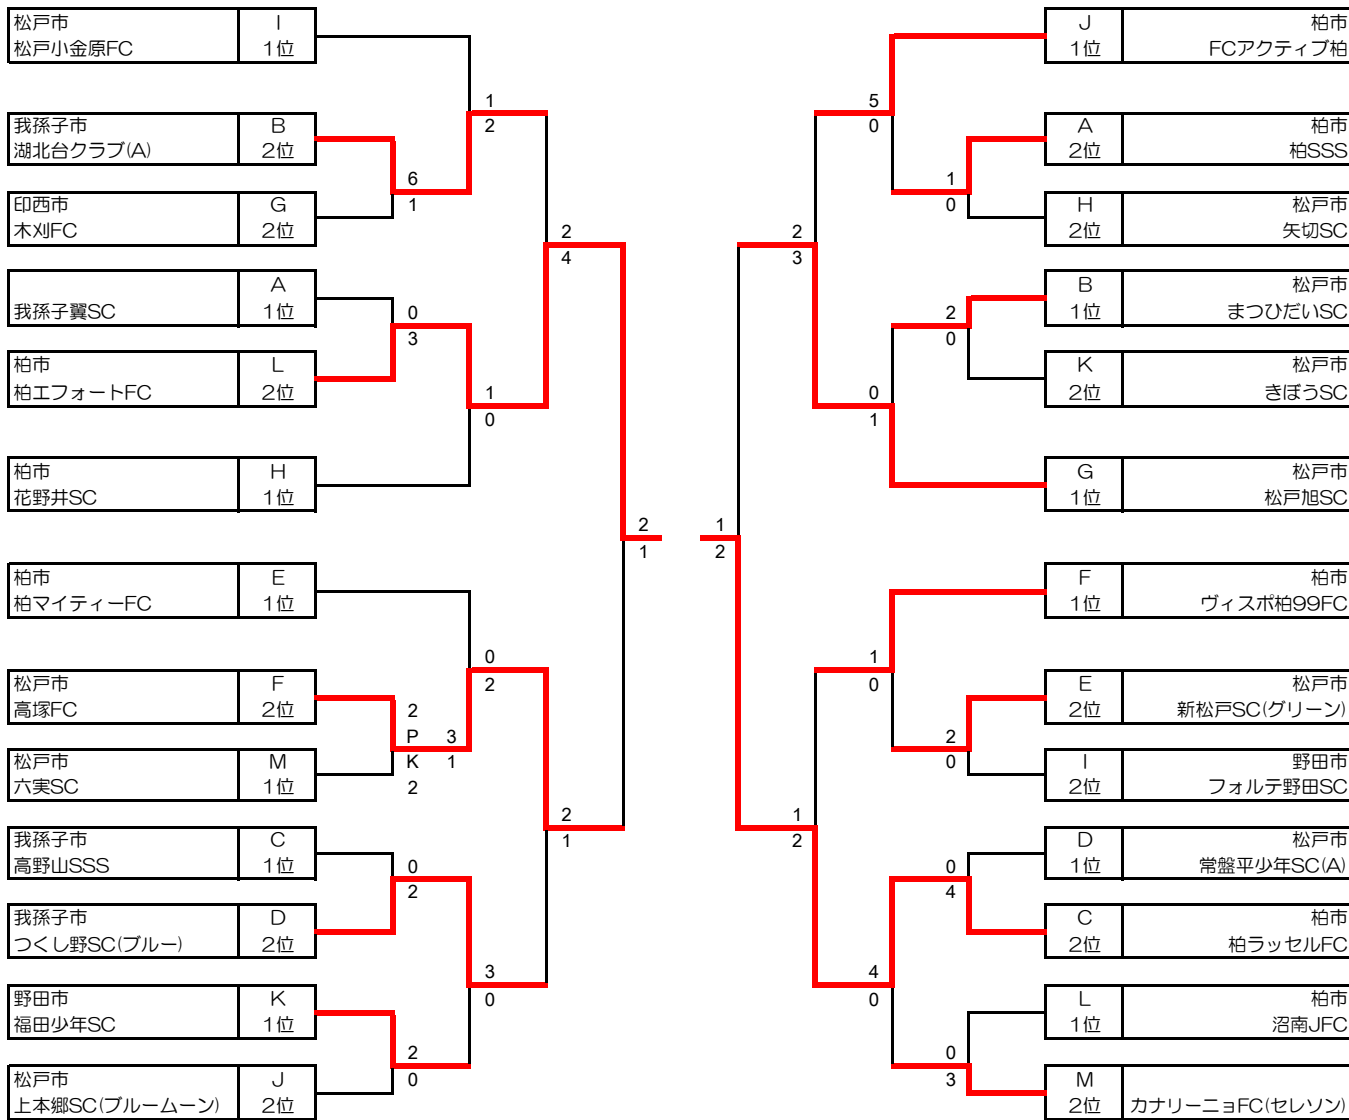 松戸市 I
松戸小金原FC 1位
我孫子市 B
湖北台クラブ(A) 2位
印西市 G
木刈FC 2位
A
我孫子翼SC 1位
柏市 L
柏エフォートFC 2位
柏市 H
花野井SC 1位
柏市 E
柏マイティーFC 1位
松戸市 F
高塚FC 2位
松戸市 M
六実SC 1位
我孫子市 C
高野山SSS 1位
我孫子市 D
つくし野SC(ブルー) 2位
野田市 K
福田少年SC 1位
松戸市 J
上本郷SC(ブルームーン) 2位
1
2
6
1
2
4
0
3
1
0
2
1
0
2
2
P 3
K 1
2
2
1
0
2
3
0
2
0
J 柏市
1位 FCアクティブ柏
A 柏市
2位 柏SSS
H 松戸市
2位 矢切SC
B 松戸市
1位 まつひだいSC
K 松戸市
2位 きぼうSC
G 松戸市
1位 松戸旭SC
F 柏市
1位 ヴィスポ柏99FC
E 松戸市
2位 新松戸SC(グリーン)
I 野田市
2位 フォルテ野田SC
D 松戸市
1位 常盤平少年SC(A)
C 柏市
2位 柏ラッセルFC
L 柏市
1位 沼南JFC
M
2位 カナリーニョFC(セレソン)
5
0
1
0
2
3
2
0
0
1
1
2
1
0
2
0
1
2
0
4
4
0
0
3